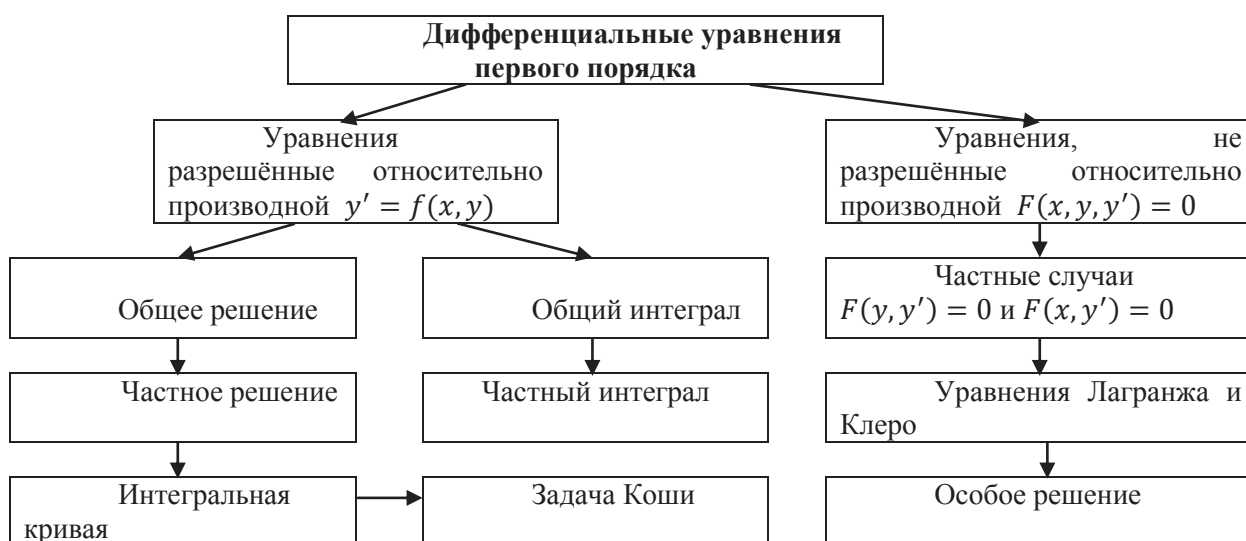 Дифференциальные уравнения
первого порядка
Уравнения
разрешённые относительно
производной y′ = f(x, y)
Уравнения, не
разрешённые относительно
производной F(x, y, y′) = 0
Общее решение
Общий интеграл
Частные случаи
F(y, y′) = 0 и F(x, y′) = 0
Частное решение
Частный интеграл
Уравнения Лагранжа и
Клеро
Интегральная
кривая
Задача Коши
Особое решение